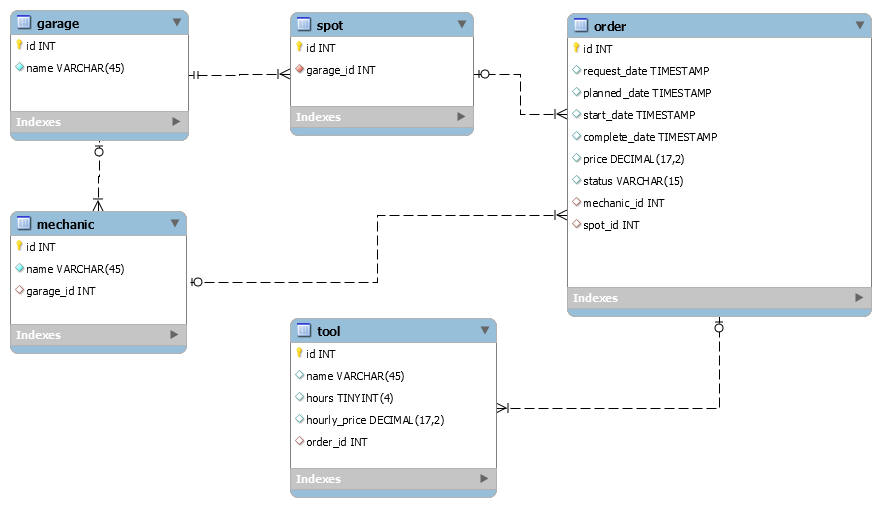 garage
id INT
name VARCHAR(45)
Indexes
spot
id INT
garage_id INT
Indexes
order
id INT
request_date TIMESTAMP
planned_date TIMESTAMP
start_date TIMESTAMP
complete_date TIMESTAMP
price DECIMAL(17,2)
status VARCHAR(15)
mechanic_id INT
spot_id INT
Indexes
mechanic
id INT
name VARCHAR(45)
garage_id INT
Indexes
tool
id INT
name VARCHAR(45)
hours TINYINT(4)
hourly_price DECIMAL(17,2)
order_id INT
Indexes